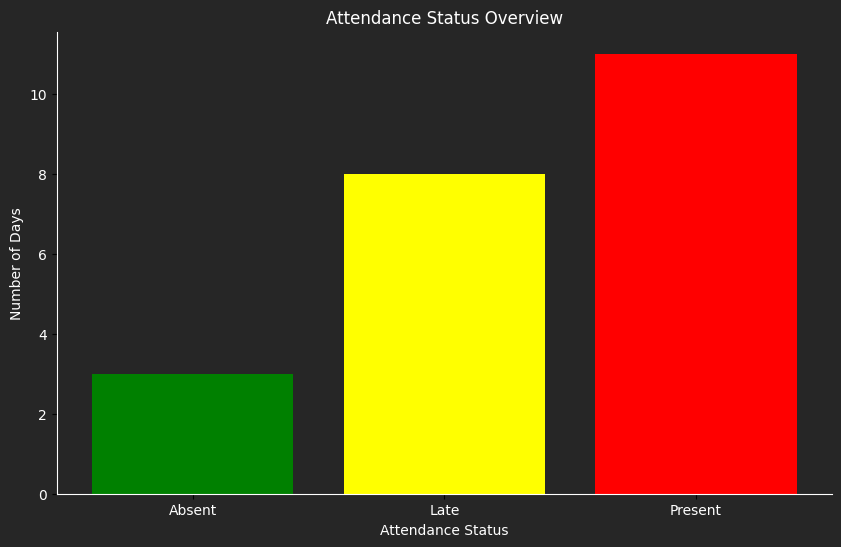 Attendance Status Overview
Number of Days
10
8
6
4
2
0
Absent Late Present
Attendance Status